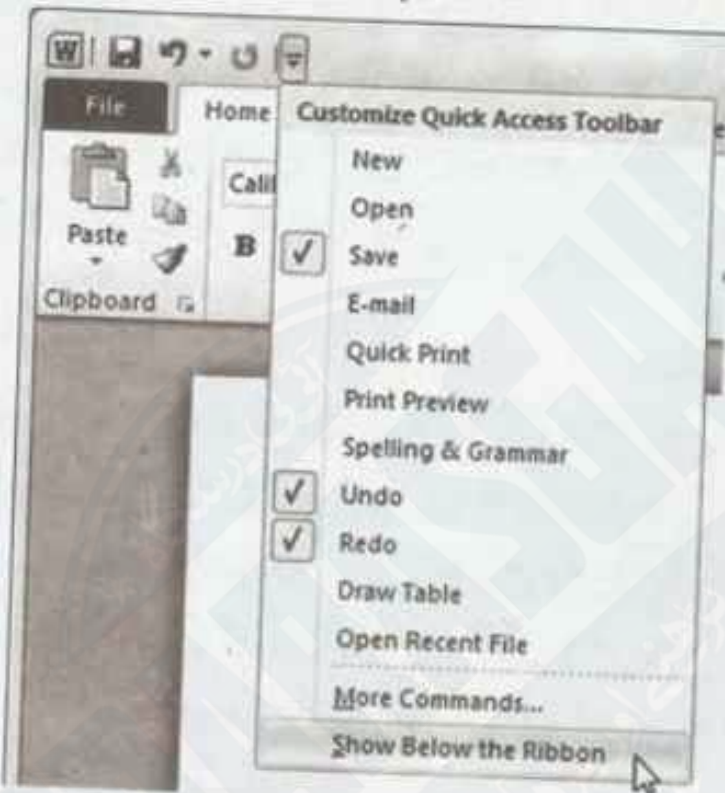 W
File Home Customize Quick Access Toolbar
New
Open
Paste Cali
B Save
Clipboard E-mail
Quick Print
Print Preview
Spelling & Grammar
Undo
Redo
Draw Table
Open Recent File
More Commands...
Show Below the Ribbon